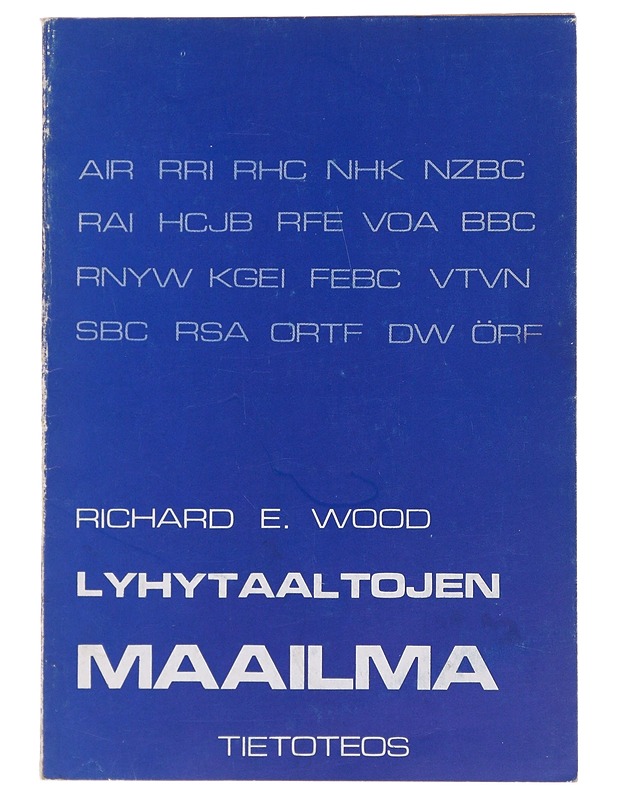 AIR RRI RHC NHK NZBC
RAI HCJB RFE VOA BBC
RNYW KGEI FEBC VTVN
SBC RSA ORTF DW ÖRF
RICHARD E. WOOD
LYHYTAALTOJEN
MAAILMA
TIETOTEOS